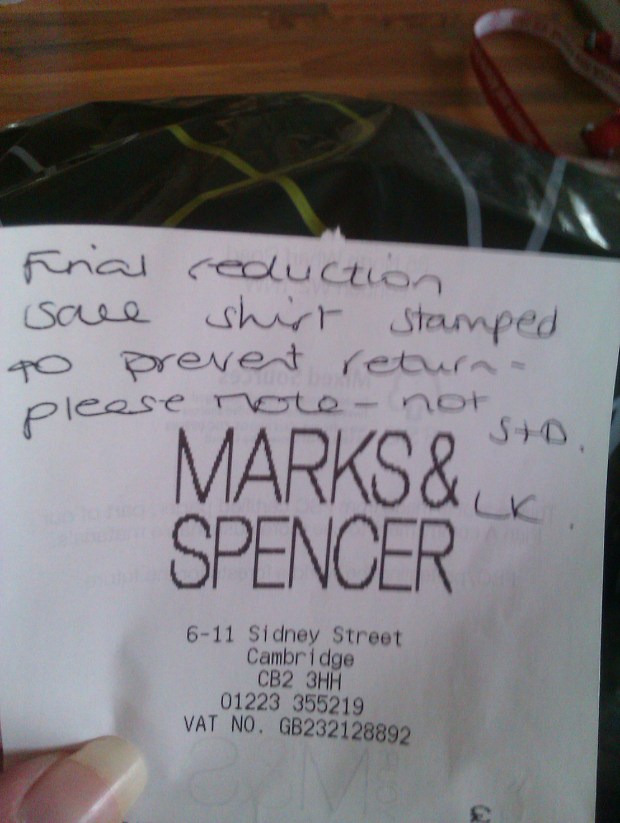 Final reduction
sale shirt stamped
to prevent return -
please note - not
STD.
MARKS &
LK.
SPENCER
6-11 Sidney Street
Cambridge
CB2 3HH
01223 355219
VAT NO. GB232128892